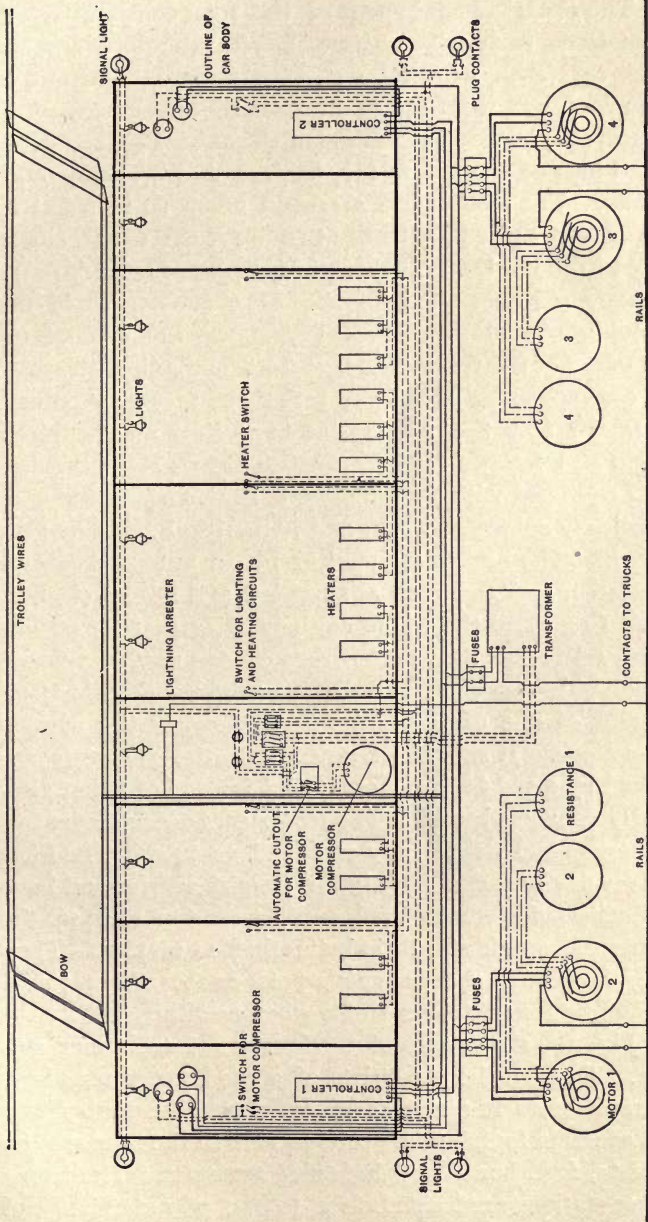 TROLLEY WIRES
BOW
SIGNAL LIGHT
OUTLINE OF
CAR BODY
LIGHTS
LIGHTNING ARRESTER
HEATER SWITCH
SWITCH FOR LIGHTING
AND HEATING CIRCUITS
HEATERS
AUTOMATIC CUTOUT
FOR MOTOR
COMPRESSOR
MOTOR
COMPRESSOR
SWITCH FOR
MOTOR COMPRESSOR
CONTROLLER 1
CONTROLLER 2
SIGNAL
LIGHTS
PLUG CONTACTS
FUSES
FUSES
TRANSFORMER
MOTOR 1
2
2
RESISTANCE 1
CONTACTS TO TRUCKS
4
3
3
4
RAILS
RAILS